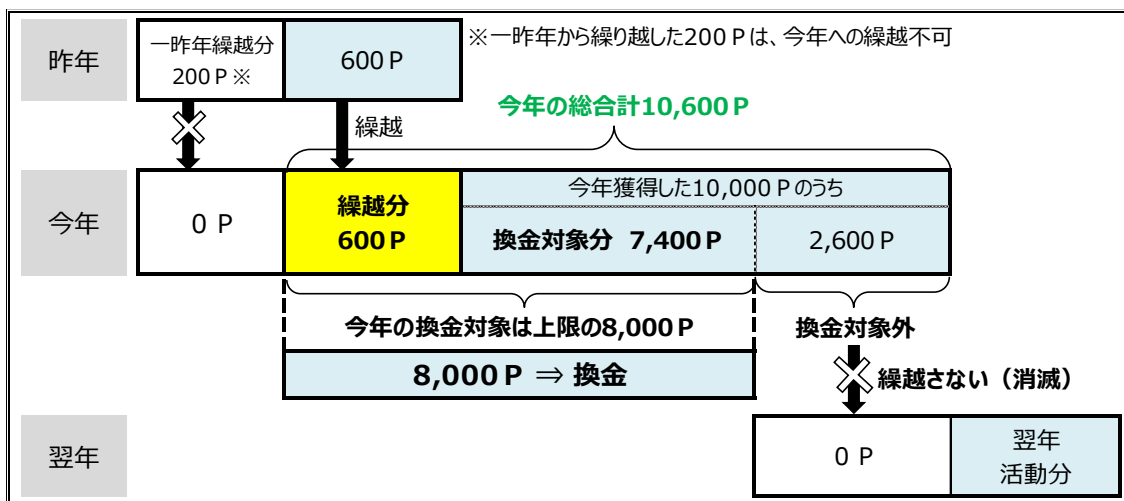 昨年
一昨年繰越分
200P※
600P
※一昨年から繰り越した200Pは、今年への繰越不可
繰越
今年の総合計10,600P
今年
0 P
繰越分
600P
今年獲得した10,000Pのうち
換金対象分 7,400P
2,600P
今年の換金対象は上限の8,000P
換金対象外
8,000P ⇒ 換金
繰越さない(消滅)
翌年
0 P
翌年
活動分